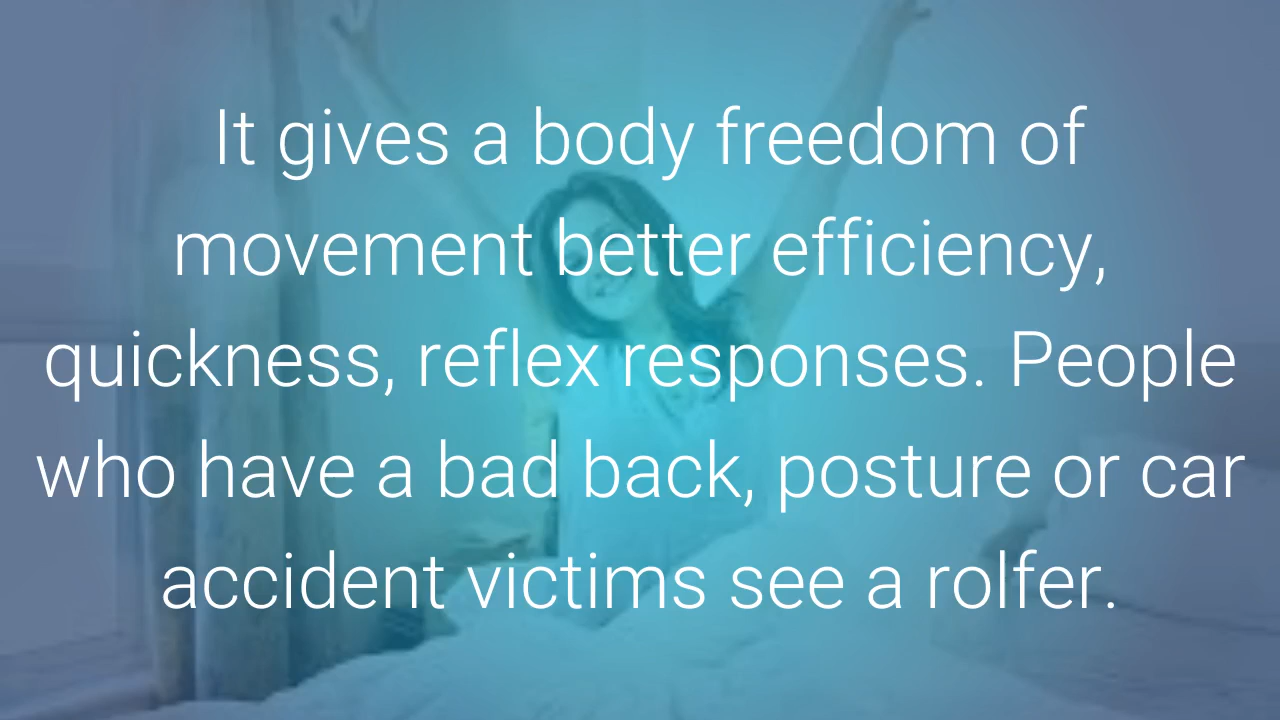 It gives a body freedom of
movement better efficiency,
quickness, reflex responses. People
who have a bad back, posture or car
accident victims see a rolfer.